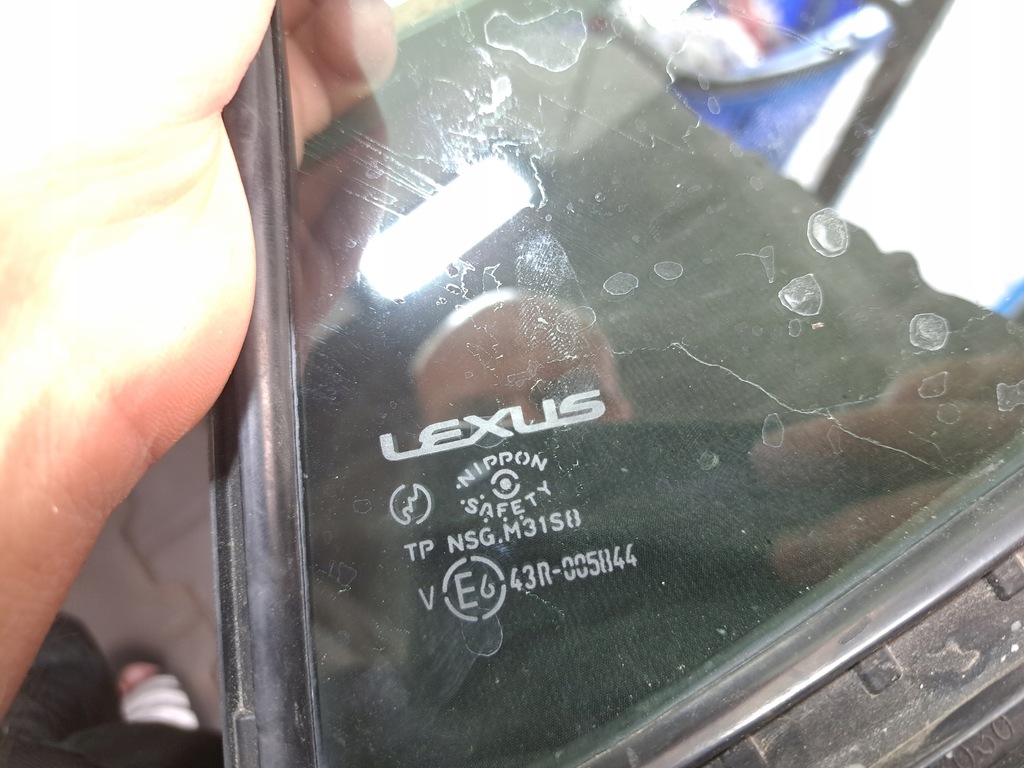 LEXUS
NIPPON
SAFETY
TP NSG.M31S8
V E6 43R-005844